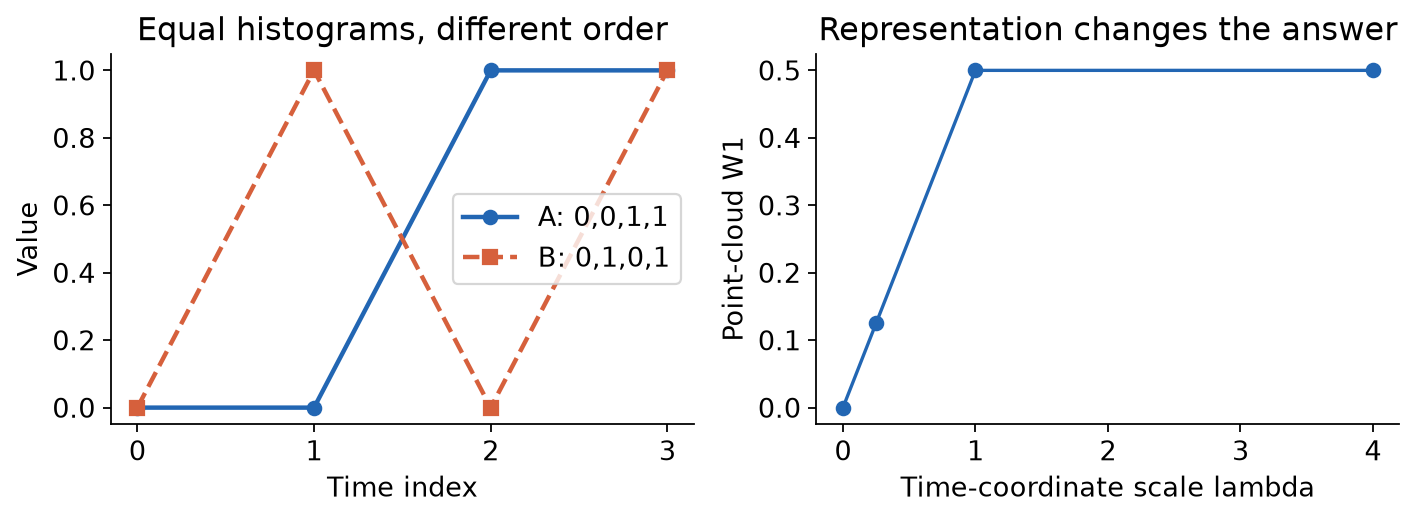 Equal histograms, different order
1.0
0.8
0.6
0.4
0.2
0.0
Value
A: 0,0,1,1
B: 0,1,0,1
0 1 2 3
Time index
Representation changes the answer
0.5
0.4
0.3
0.2
0.1
0.0
Point-cloud W1
0 1 2 3 4
Time-coordinate scale lambda